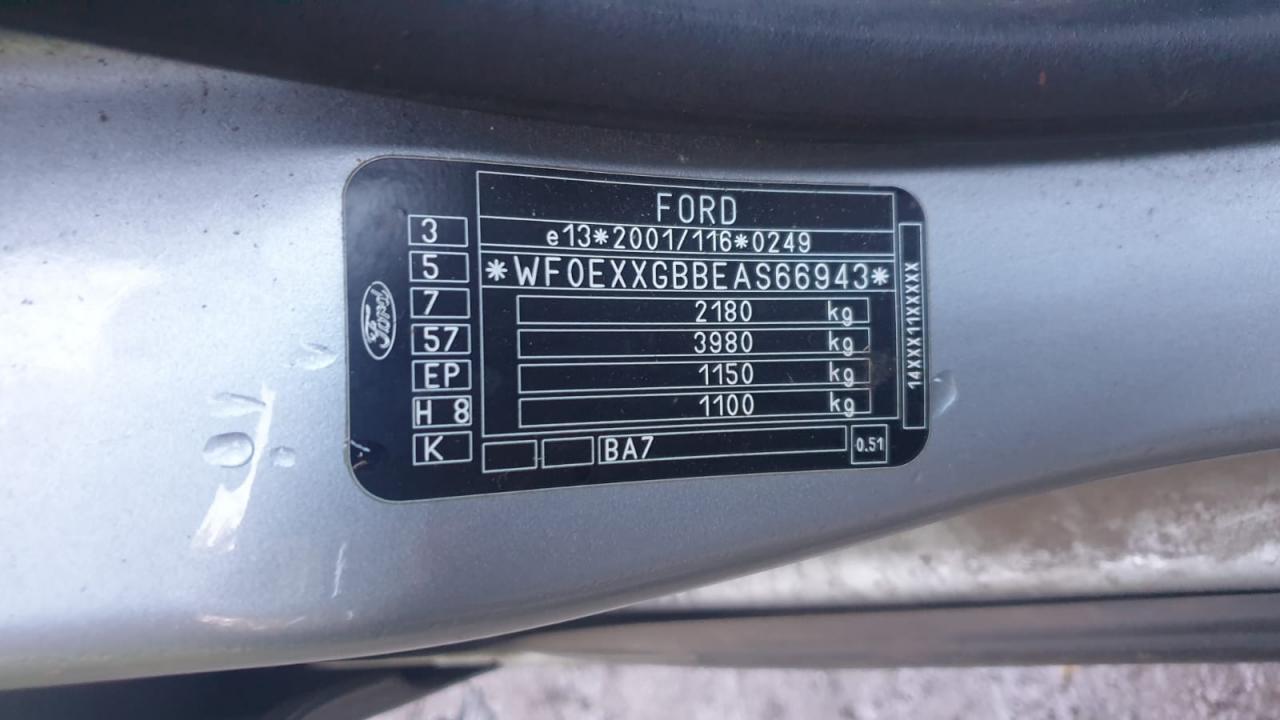 FORD
e13*2001/116*0249
*WF0EXXGBBEAS66943*
2180 kg
3980 kg
1150 kg
1100 kg
BA7
0.51
3
5
7
57
EP
H 8
K
Ford
14XXX11XXXXX